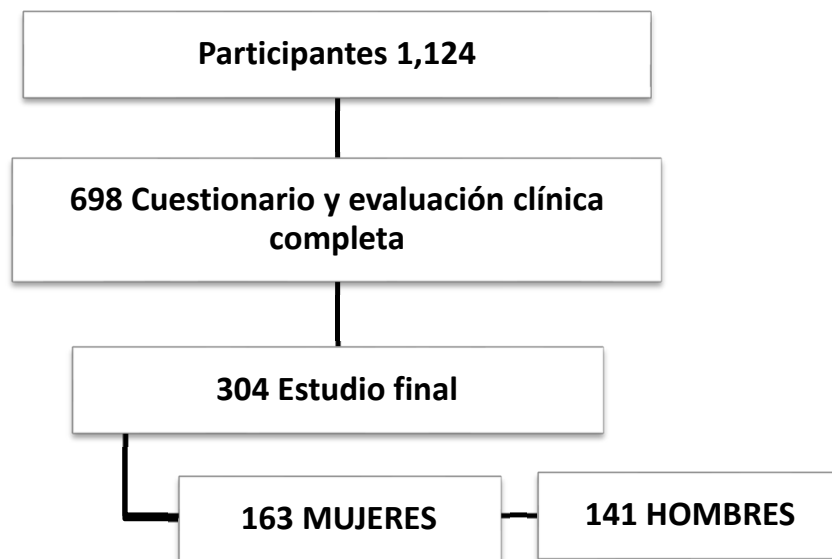 Participantes 1,124
698 Cuestionario y evaluación clínica
completa
304 Estudio final
163 MUJERES
141 HOMBRES